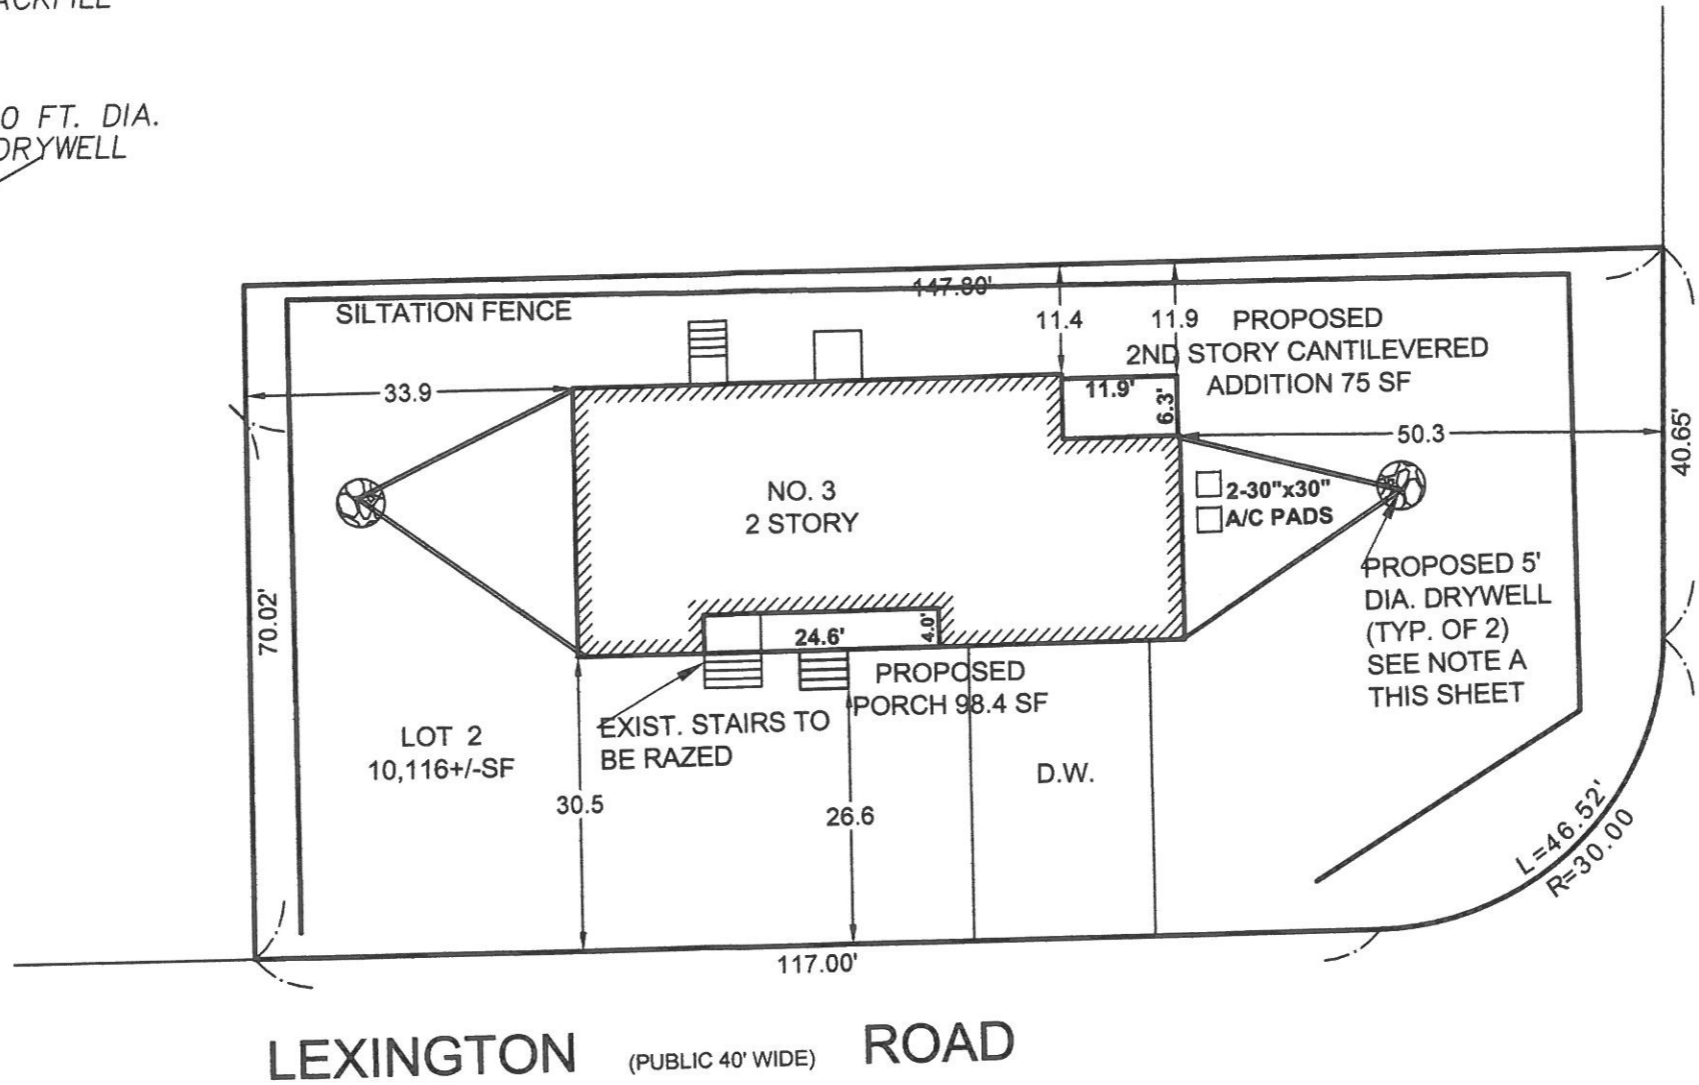 0 FT. DIA.
DRYWELL
SILTATION FENCE
147.80'
11.4
11.9
PROPOSED
2ND STORY CANTILEVERED
ADDITION 75 SF
33.9
11.9'
6.3'
50.3
40.65'
NO. 3
2 STORY
2-30"x30"
A/C PADS
PROPOSED 5'
DIA. DRYWELL
(TYP. OF 2)
SEE NOTE A
THIS SHEET
70.02'
24.6'
4.0'
PROPOSED
PORCH 98.4 SF
EXIST. STAIRS TO
BE RAZED
LOT 2
10,116+/-SF
D.W.
30.5
26.6
L=46.52'
R=30.00
117.00'
LEXINGTON (PUBLIC 40' WIDE) ROAD